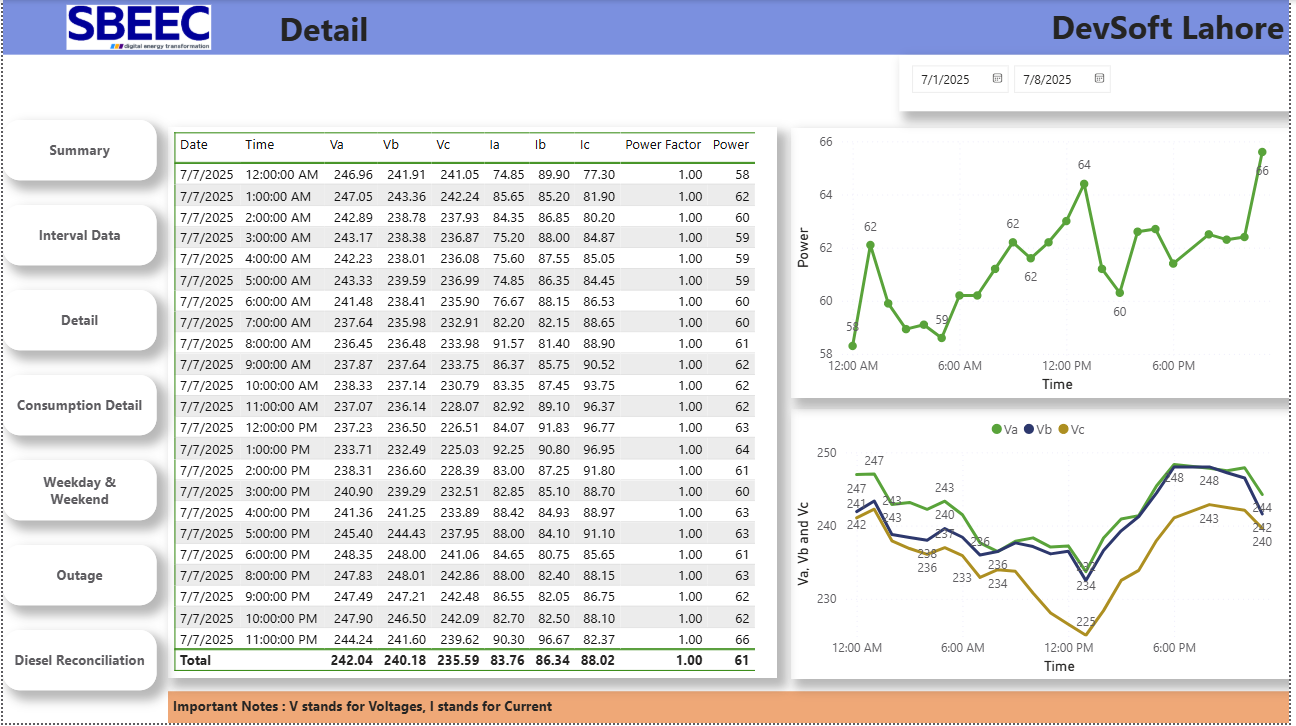 SBEEC
digital energy transformation
Detail
DevSoft Lahore
7/1/2025 7/8/2025
Summary
Interval Data
Detail
Consumption Detail
Weekday &
Weekend
Outage
Diesel Reconciliation
Date Time Va Vb Vc Ia Ib Ic Power Factor Power
7/7/2025 12:00:00 AM 246.96 241.91 241.05 74.85 89.90 77.30 1.00 58
7/7/2025 1:00:00 AM 247.05 243.36 242.24 85.65 85.20 81.90 1.00 62
7/7/2025 2:00:00 AM 242.89 238.78 237.93 84.35 86.85 80.20 1.00 60
7/7/2025 3:00:00 AM 243.17 238.38 236.87 75.20 88.00 84.87 1.00 59
7/7/2025 4:00:00 AM 242.23 238.01 236.08 75.60 87.55 85.05 1.00 59
7/7/2025 5:00:00 AM 243.33 239.59 236.99 74.85 86.35 84.45 1.00 59
7/7/2025 6:00:00 AM 241.48 238.41 235.90 76.67 88.15 86.53 1.00 60
7/7/2025 7:00:00 AM 237.64 235.98 232.91 82.20 82.15 88.65 1.00 60
7/7/2025 8:00:00 AM 236.45 236.48 233.98 91.57 81.40 88.90 1.00 61
7/7/2025 9:00:00 AM 237.87 237.64 233.75 86.37 85.75 90.52 1.00 62
7/7/2025 10:00:00 AM 238.33 237.14 230.79 83.35 87.45 93.75 1.00 62
7/7/2025 11:00:00 AM 237.07 236.14 228.07 82.92 89.10 96.37 1.00 62
7/7/2025 12:00:00 PM 237.23 236.50 226.51 84.07 91.83 96.77 1.00 63
7/7/2025 1:00:00 PM 233.71 232.49 225.03 92.25 90.80 96.95 1.00 64
7/7/2025 2:00:00 PM 238.31 236.60 228.39 83.00 87.25 91.80 1.00 61
7/7/2025 3:00:00 PM 240.90 239.29 232.51 82.85 85.10 88.70 1.00 60
7/7/2025 4:00:00 PM 241.36 241.25 233.89 88.42 84.93 88.97 1.00 63
7/7/2025 5:00:00 PM 245.40 244.43 237.95 88.00 84.10 91.10 1.00 63
7/7/2025 6:00:00 PM 248.35 248.00 241.06 84.65 80.75 85.65 1.00 61
7/7/2025 8:00:00 PM 247.83 248.01 242.86 88.00 82.40 88.15 1.00 63
7/7/2025 9:00:00 PM 247.49 247.21 242.48 86.55 82.05 86.75 1.00 62
7/7/2025 10:00:00 PM 247.90 246.50 242.09 82.70 82.50 88.10 1.00 62
7/7/2025 11:00:00 PM 244.24 241.60 239.62 90.30 96.67 82.37 1.00 66
Total 242.04 240.18 235.59 83.76 86.34 88.02 1.00 61
Power
66
64
62
60
58
58 62 59 62 62 64 60 66
12:00 AM 6:00 AM 12:00 PM 6:00 PM
Time
Va Vb Vc
Va, Vb and Vc
250
240
230
247 247 243 243 248 248 244
241 243 240 237 236 236 234 242
242 238 236 233 234 225 243 240
12:00 AM 6:00 AM 12:00 PM 6:00 PM
Time
Important Notes : V stands for Voltages, I stands for Current